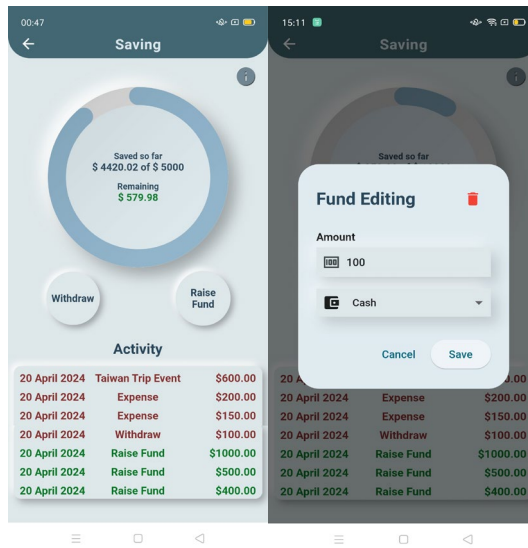 00:47
Saving
Saved so far
$ 4420.02 of $ 5000
Remaining
$ 579.98
Withdraw
Raise
Fund
Activity
20 April 2024 Taiwan Trip Event $600.00
20 April 2024 Expense $200.00
20 April 2024 Expense $150.00
20 April 2024 Withdraw $100.00
20 April 2024 Raise Fund $1000.00
20 April 2024 Raise Fund $500.00
20 April 2024 Raise Fund $400.00
15:11
Saving
Saved so far
Fund Editing
Amount
100
Cash
Cancel Save
20 April 2024 Expense $200.00
20 April 2024 Expense $150.00
20 April 2024 Withdraw $100.00
20 April 2024 Raise Fund $1000.00
20 April 2024 Raise Fund $500.00
20 April 2024 Raise Fund $400.00